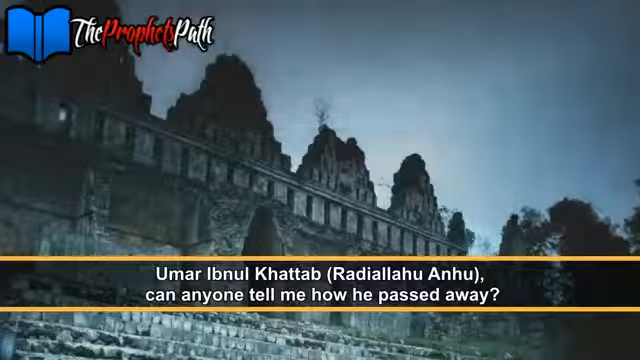 TheProphetsPath
Umar Ibnul Khattab (Radiallahu Anhu),
can anyone tell me how he passed away?